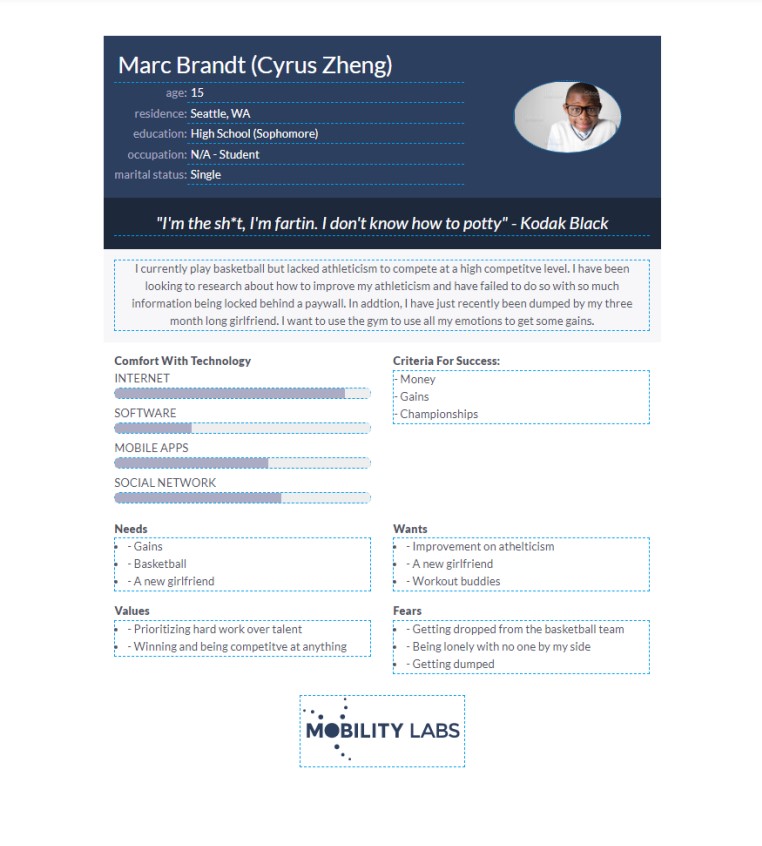 Marc Brandt (Cyrus Zheng)
age: 15
residence: Seattle, WA
education: High School (Sophomore)
occupation: N/A - Student
marital status: Single
"I'm the sh*t, I'm fartin. I don't know how to potty" - Kodak Black
I currently play basketball but lacked athleticism to compete at a high competitve level. I have been
looking to research about how to improve my athleticism and have failed to do so with so much
information being locked behind a paywall. In addtion, I have just recently been dumped by my three
month long girlfriend. I want to use the gym to use all my emotions to get some gains.
Comfort With Technology
INTERNET
SOFTWARE
MOBILE APPS
SOCIAL NETWORK
Criteria For Success:
- Money
- Gains
- Championships
Needs
• - Gains
• - Basketball
• - A new girlfriend
Wants
• - Improvement on athelticism
• - A new girlfriend
• - Workout buddies
Values
• - Prioritizing hard work over talent
• - Winning and being competitve at anything
Fears
• - Getting dropped from the basketball team
• - Being lonely with no one by my side
• - Getting dumped
MOBILITY LABS